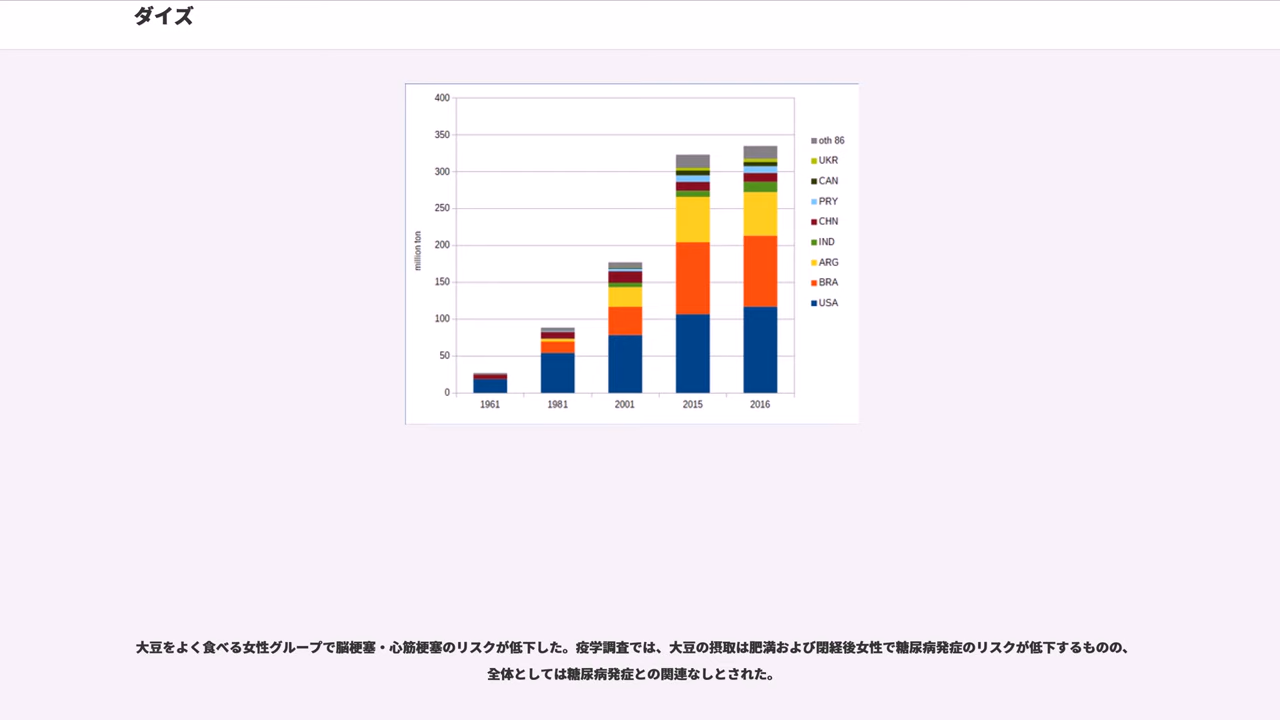 ダイズ
400
350
300
250
200
150
100
50
0
million ton
1961 1981 2001 2015 2016
oth 86
UKR
CAN
PRY
CHN
IND
ARG
BRA
USA
大豆をよく食べる女性グループで脳梗塞・心筋梗塞のリスクが低下した。疫学調査では、大豆の摂取は肥満および閉経後女性で糖尿病発症のリスクが低下するものの、
全体としては糖尿病発症との関連なしとされた。